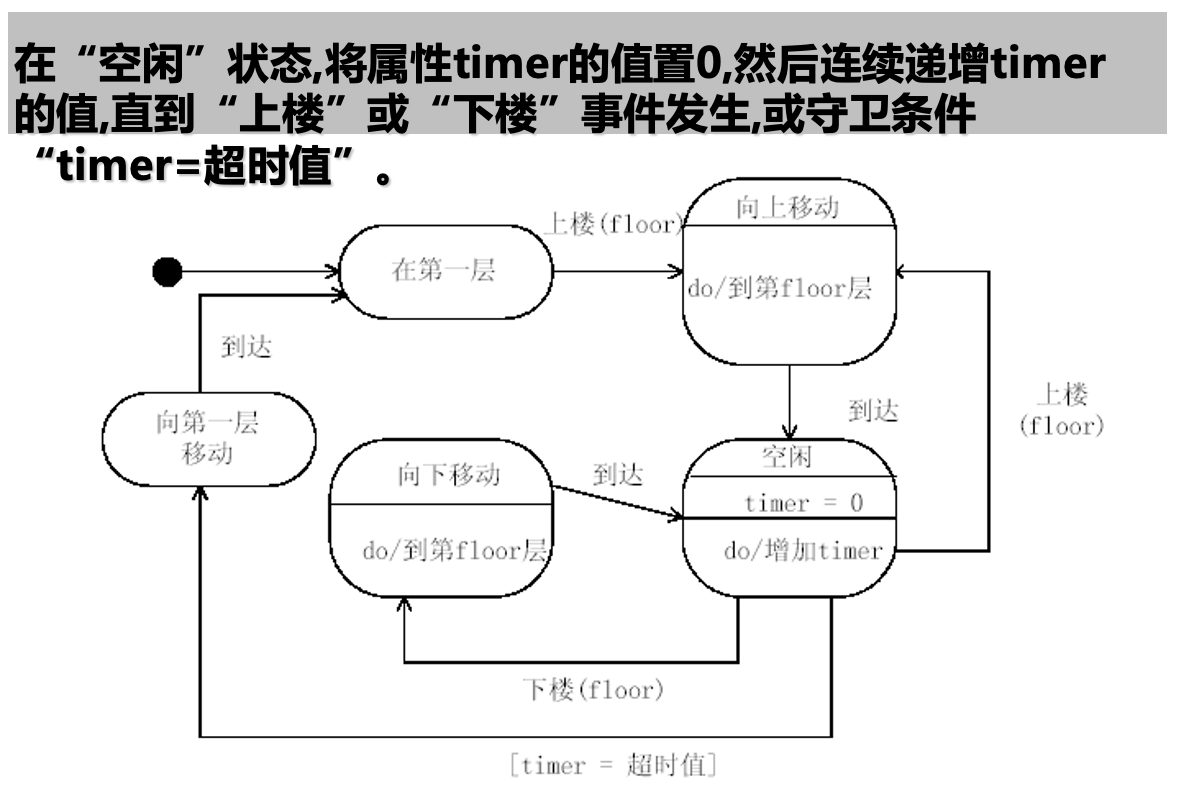 在“空闲”状态,将属性timer的值置0,然后连续递增timer
的值,直到“上楼”或“下楼”事件发生,或守卫条件
“timer=超时值”。
向上移动
上楼(floor)
在第一层
do/到第floor层
到达
上楼
(floor)
到达
向第一层
移动
空闲
向下移动
到达
timer = 0
do/到第floor层
do/增加timer
下楼(floor)
[timer = 超时值]